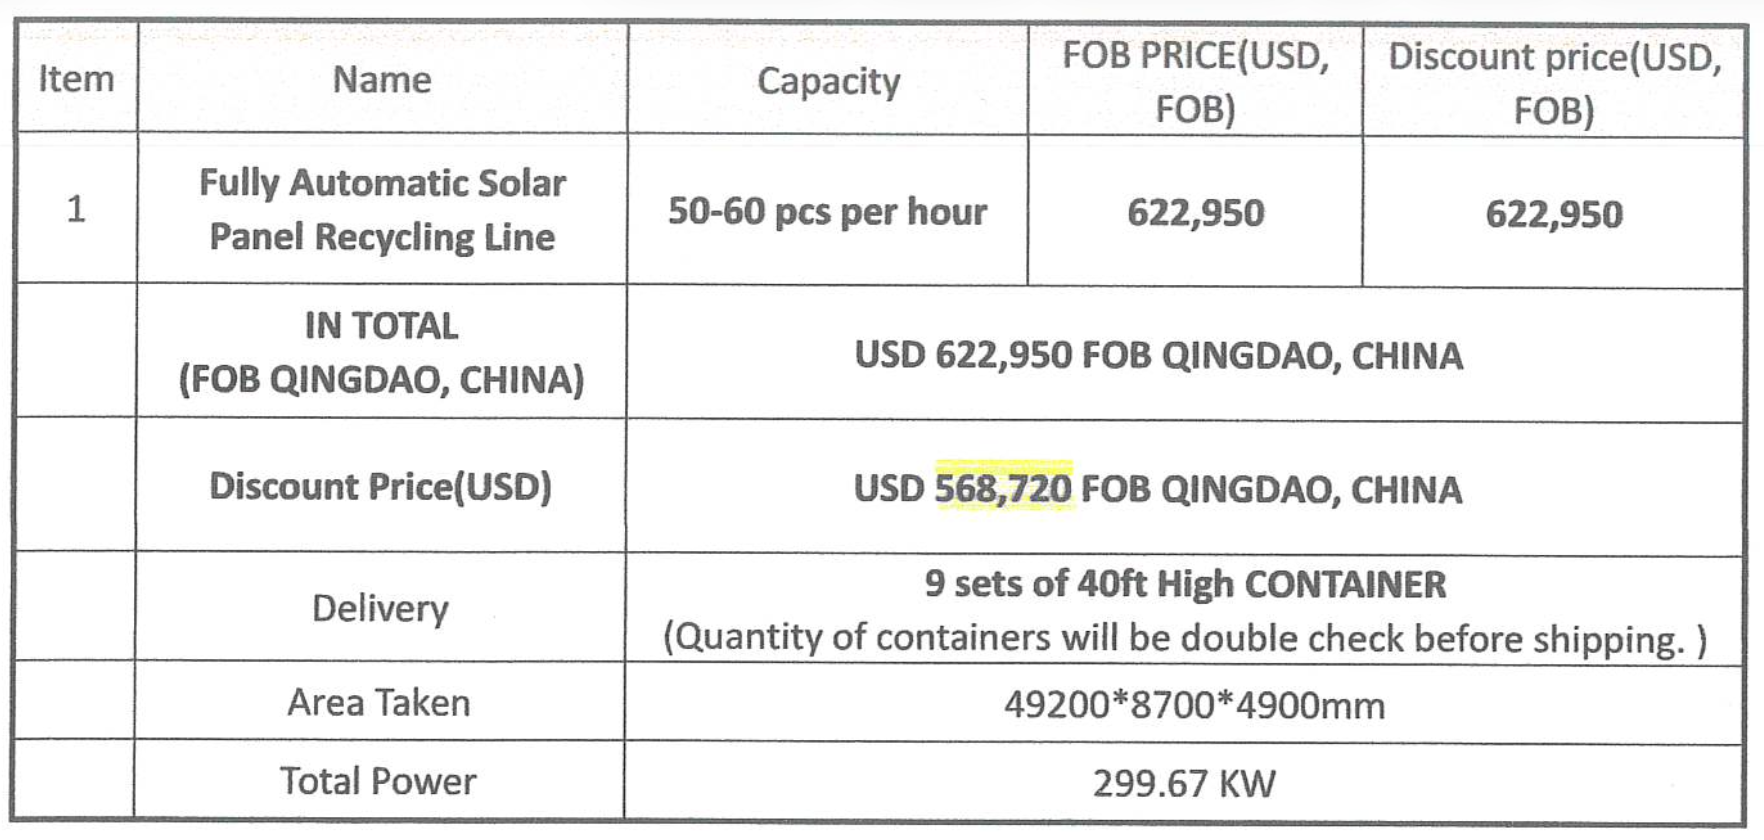 Item Name Capacity FOB PRICE(USD, FOB) Discount price(USD, FOB)
1 Fully Automatic Solar Panel Recycling Line 50-60 pcs per hour 622,950 622,950
IN TOTAL
(FOB QINGDAO, CHINA)
USD 622,950 FOB QINGDAO, CHINA
Discount Price(USD) USD 568,720 FOB QINGDAO, CHINA
Delivery
9 sets of 40ft High CONTAINER
(Quantity of containers will be double check before shipping. )
Area Taken 49200*8700*4900mm
Total Power 299.67 KW